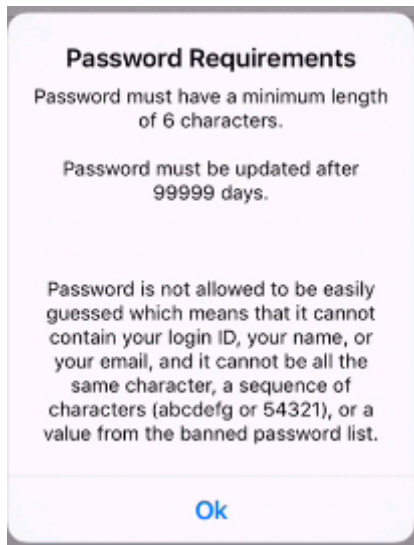 Password Requirements
Password must have a minimum length
of 6 characters.
Password must be updated after
99999 days.
Password is not allowed to be easily
guessed which means that it cannot
contain your login ID, your name, or
your email, and it cannot be all the
same character, a sequence of
characters (abcdefg or 54321), or a
value from the banned password list.
Ok